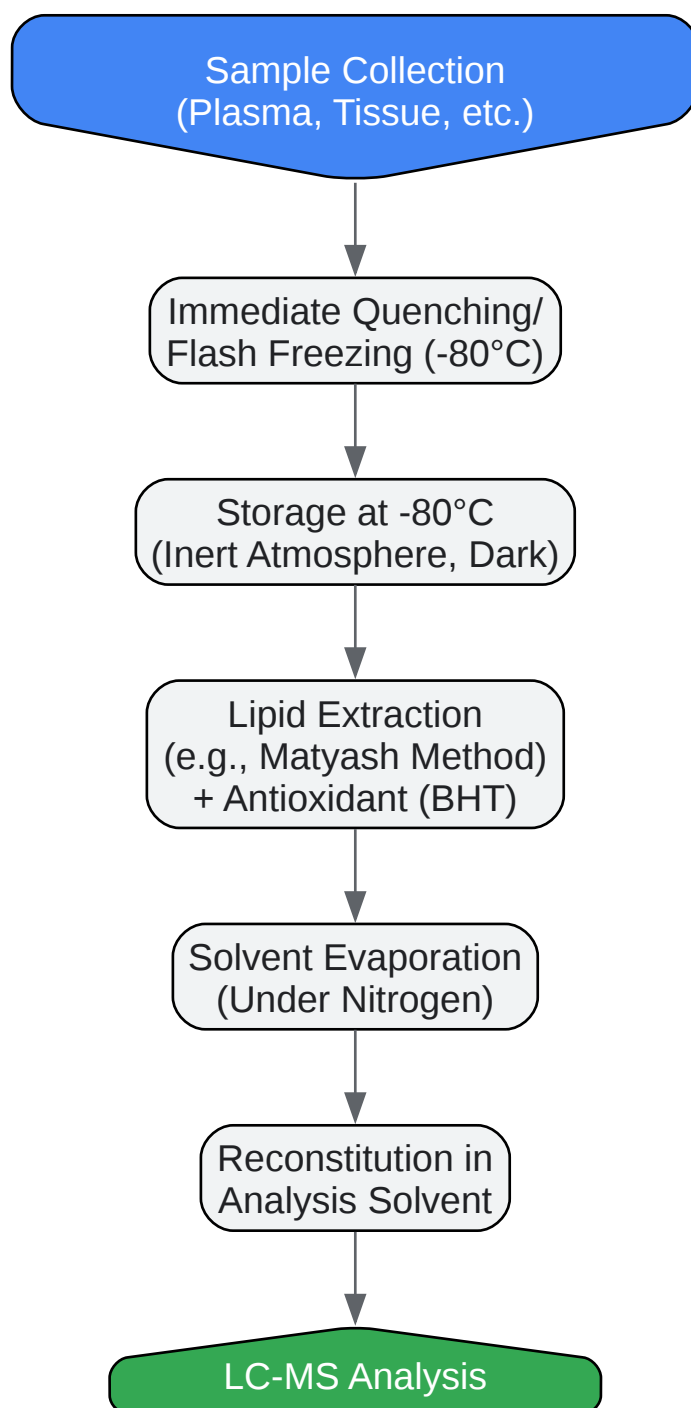 Sample Collection
(Plasma, Tissue, etc.)
Immediate Quenching/
Flash Freezing (-80°C)
Storage at -80°C
(Inert Atmosphere, Dark)
Lipid Extraction
(e.g., Matyash Method)
+ Antioxidant (BHT)
Solvent Evaporation
(Under Nitrogen)
Reconstitution in
Analysis Solvent
LC-MS Analysis